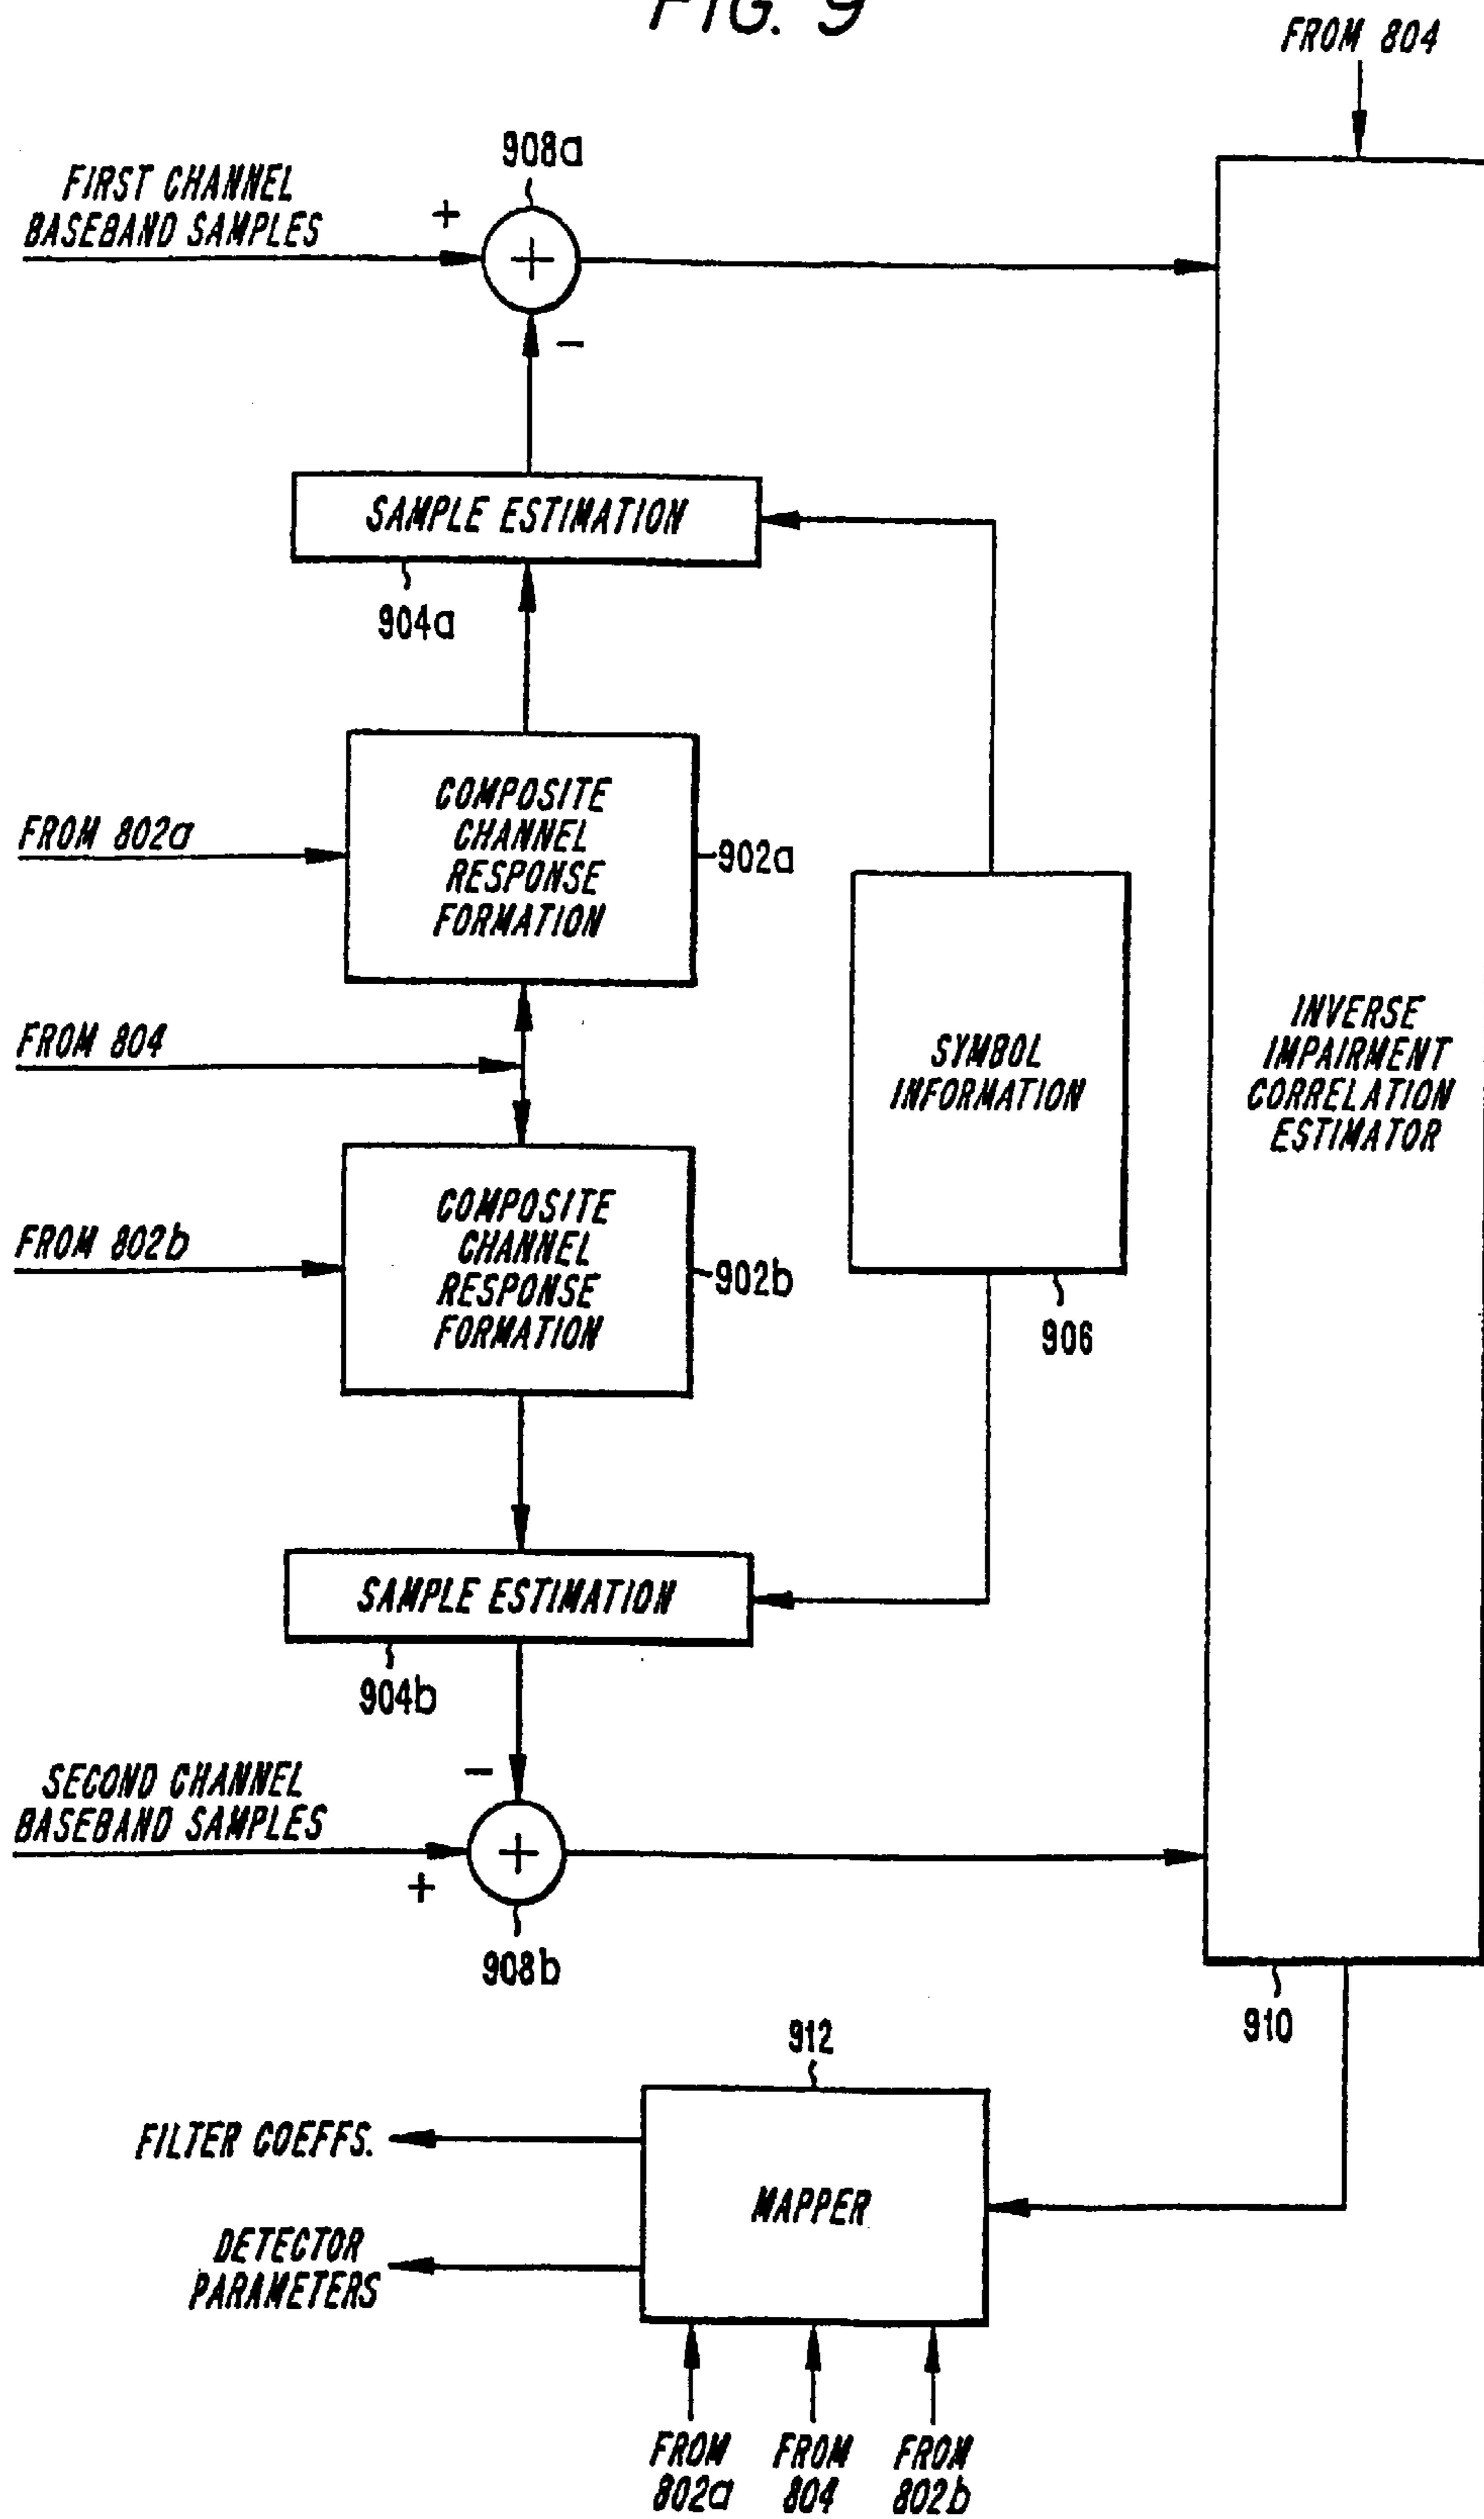 FIG. 9
FROM 804
908a
FIRST CHANNEL
BASEBAND SAMPLES
+
+
−
SAMPLE ESTIMATION
904a
COMPOSITE
CHANNEL
RESPONSE
FORMATION
FROM 802a
902a
FROM 804
SYMBOL
INFORMATION
INVERSE
IMPAIRMENT
CORRELATION
ESTIMATOR
COMPOSITE
CHANNEL
RESPONSE
FORMATION
FROM 802b
902b
906
SAMPLE ESTIMATION
904b
−
SECOND CHANNEL
BASEBAND SAMPLES
+
+
908b
910
912
FILTER COEFFS.
MAPPER
DETECTOR
PARAMETERS
FROM
802a
FROM
804
FROM
802b